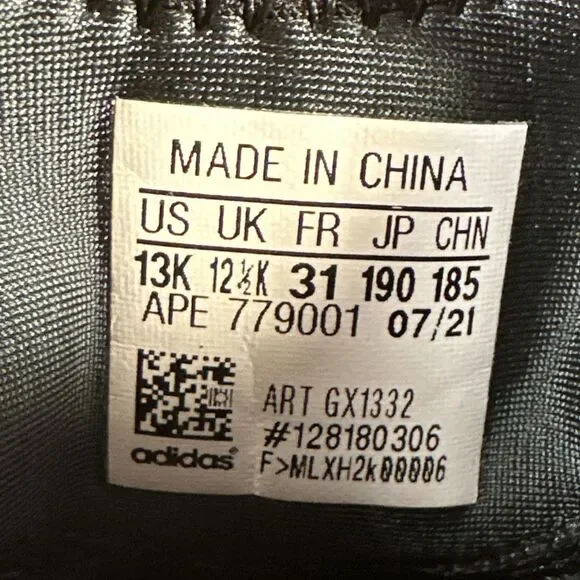 MADE IN CHINA
US UK FR JP CHN
13K 12½K 31 190 185
APE 779001 07/21
ART GX1332
#128180306
adidas